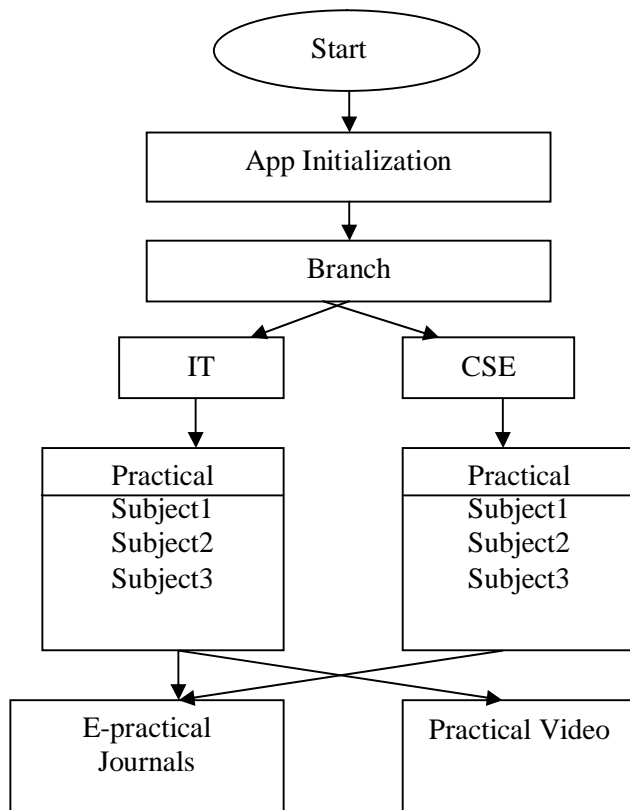 Start
App Initialization
Branch
IT
CSE
Practical
Subject1
Subject2
Subject3
Practical
Subject1
Subject2
Subject3
E-practical
Journals
Practical Video